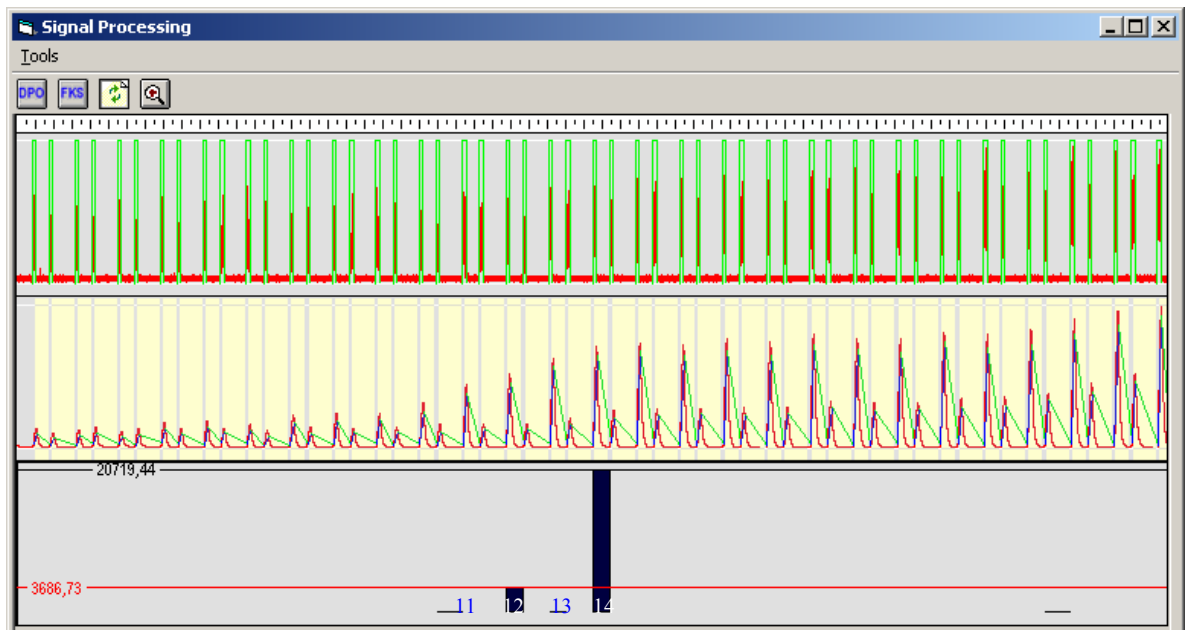 Signal Processing
Tools
DPO FKS
20719,44
3686,73
11 12 13 14